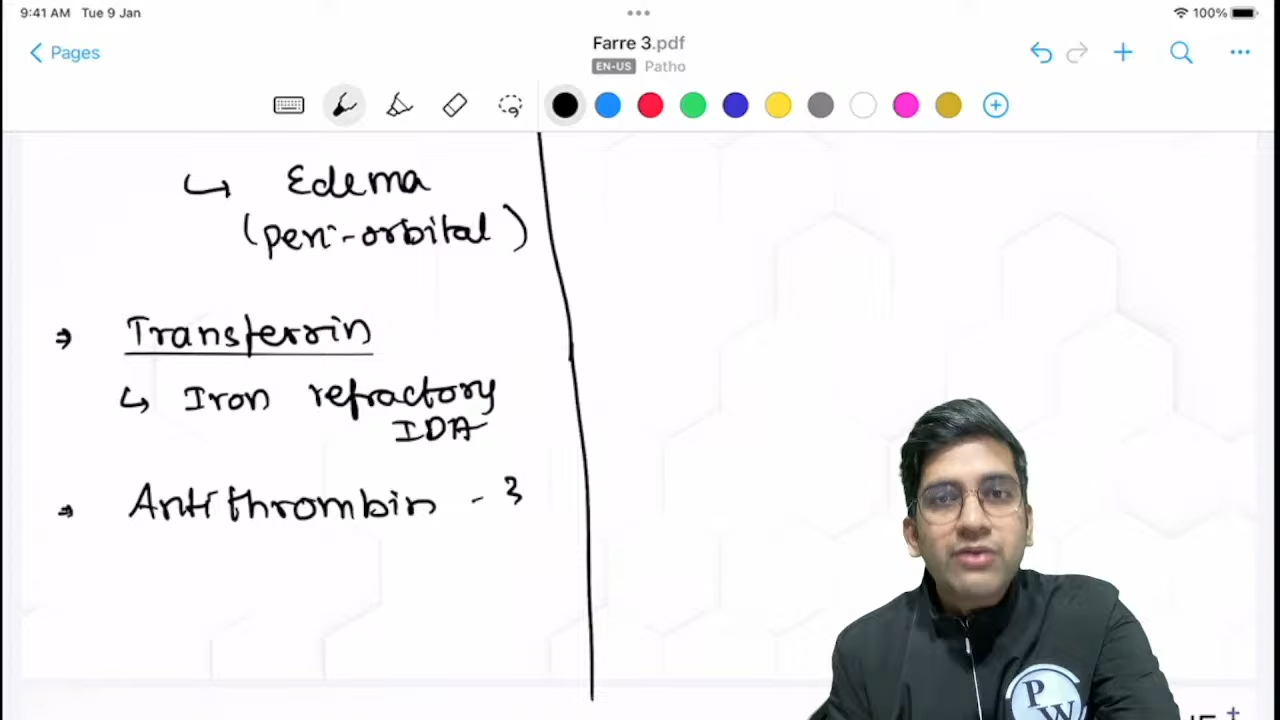 9:41 AM Tue 9 Jan
100%
Pages
Farre 3.pdf
EN-US Patho
↳ Edema
(peri-orbital)
⇒ Transferrin
↳ Iron refractory
IDA
⇒ Antithrombin - 3
PW